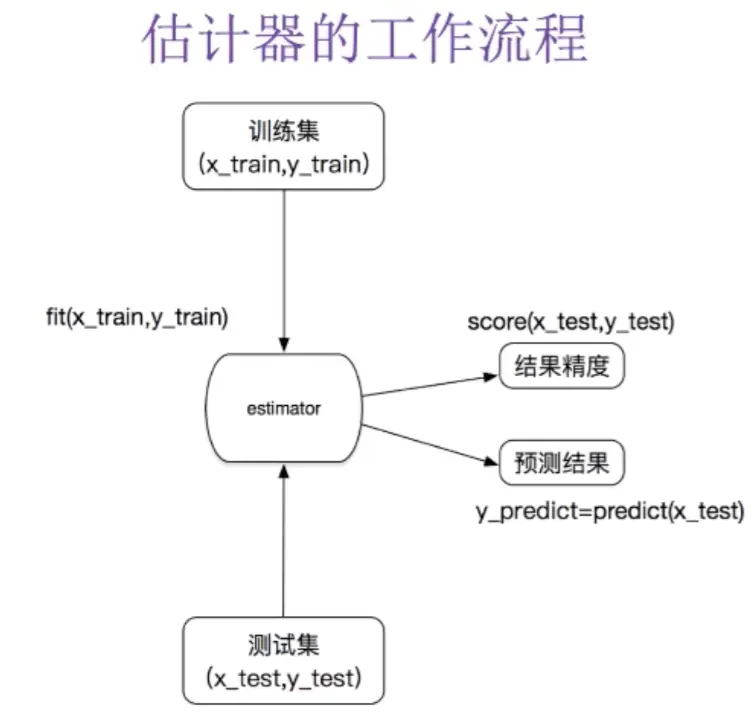 估计器的工作流程
训练集
(x_train,y_train)
fit(x_train,y_train)
score(x_test,y_test)
结果精度
estimator
预测结果
y_predict=predict(x_test)
测试集
(x_test,y_test)